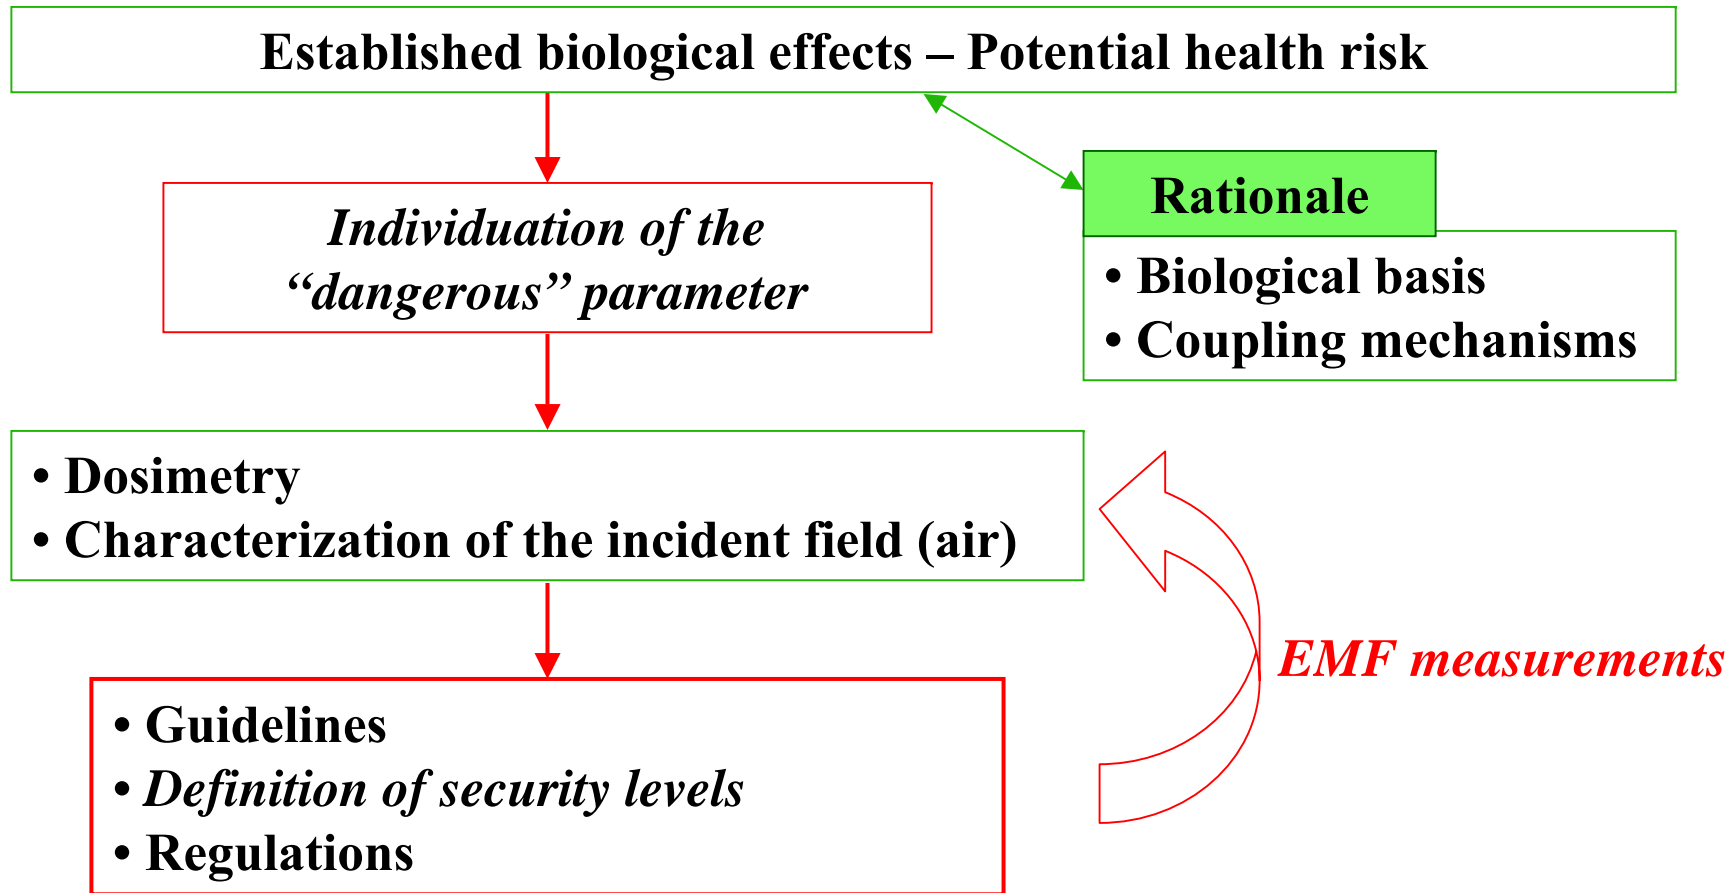 Established biological effects – Potential health risk
Individuation of the
“dangerous” parameter
Rationale
• Biological basis
• Coupling mechanisms
• Dosimetry
• Characterization of the incident field (air)
EMF measurements
• Guidelines
• Definition of security levels
• Regulations